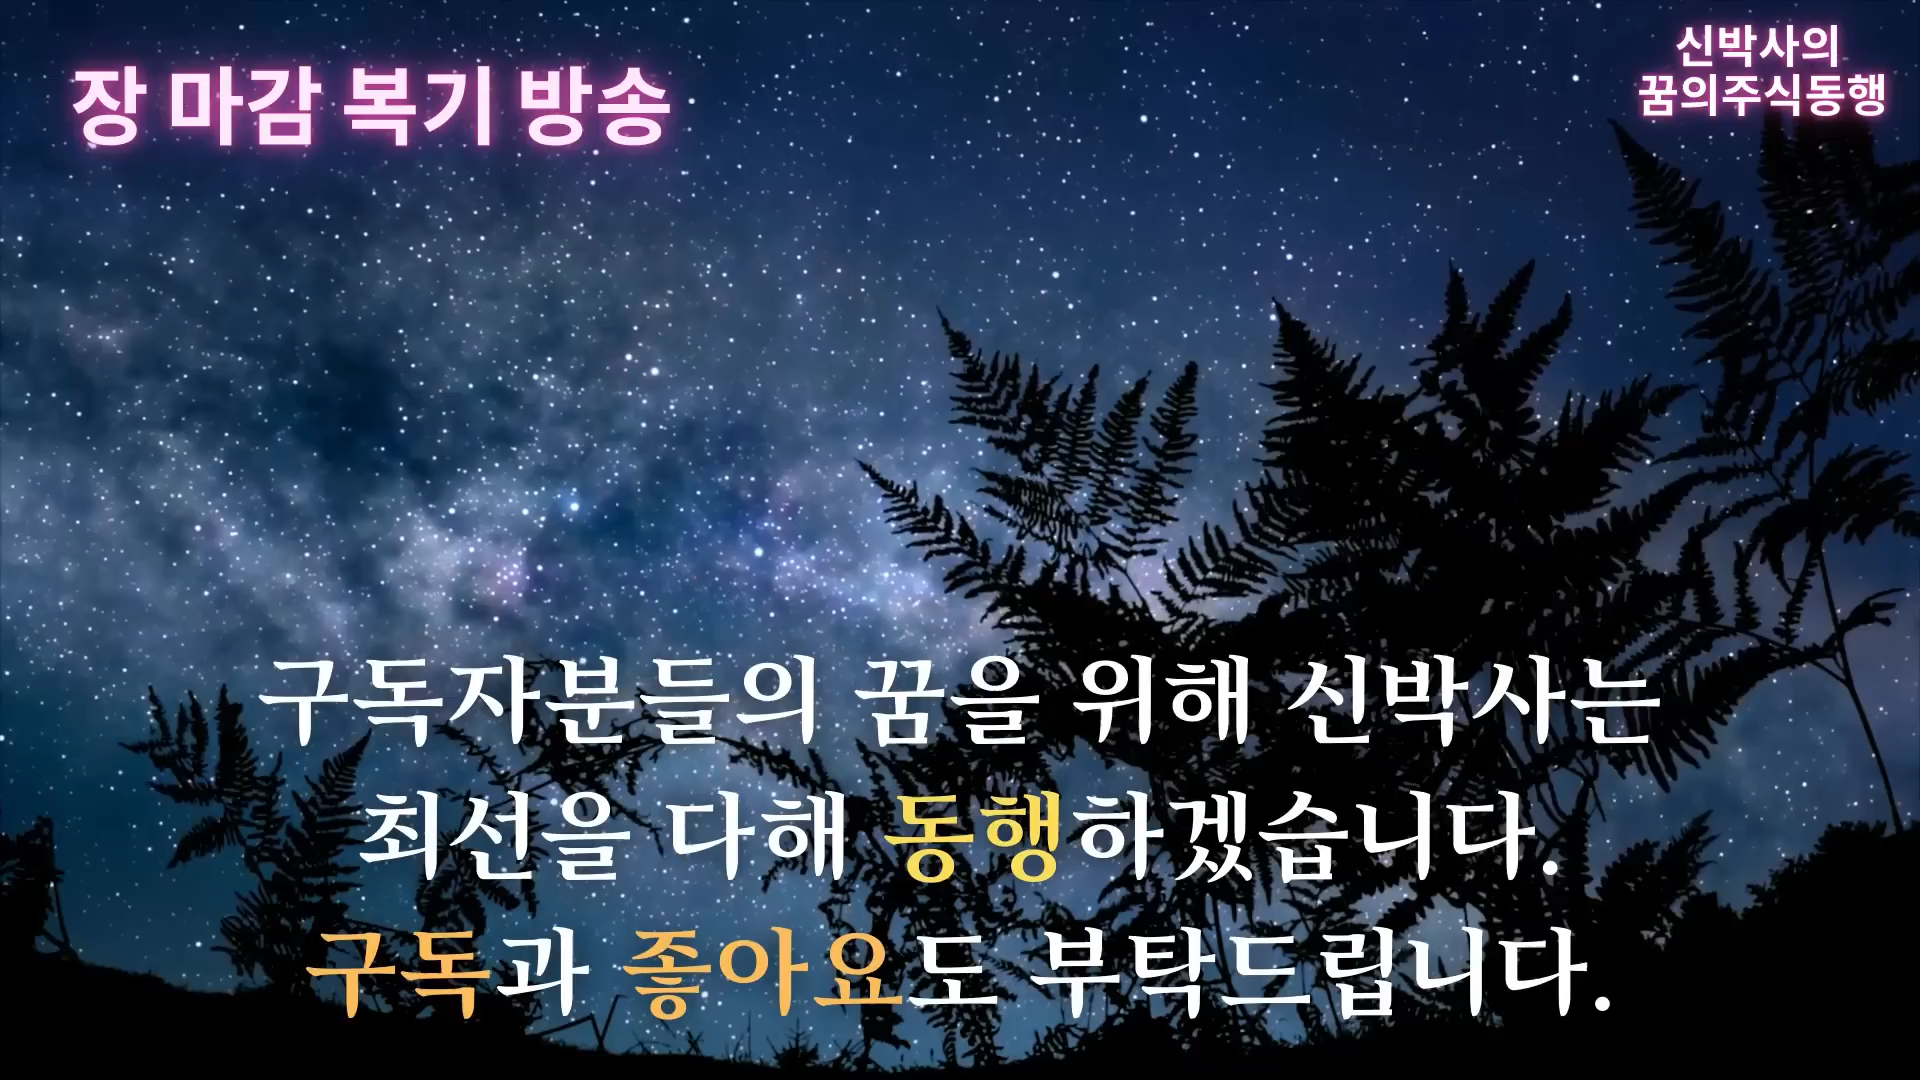 장 마감 복기 방송
신박사의
꿈의주식동행
구독자분들의 꿈을 위해 신박사는
최선을 다해 동행하겠습니다.
구독과 좋아요도 부탁드립니다.